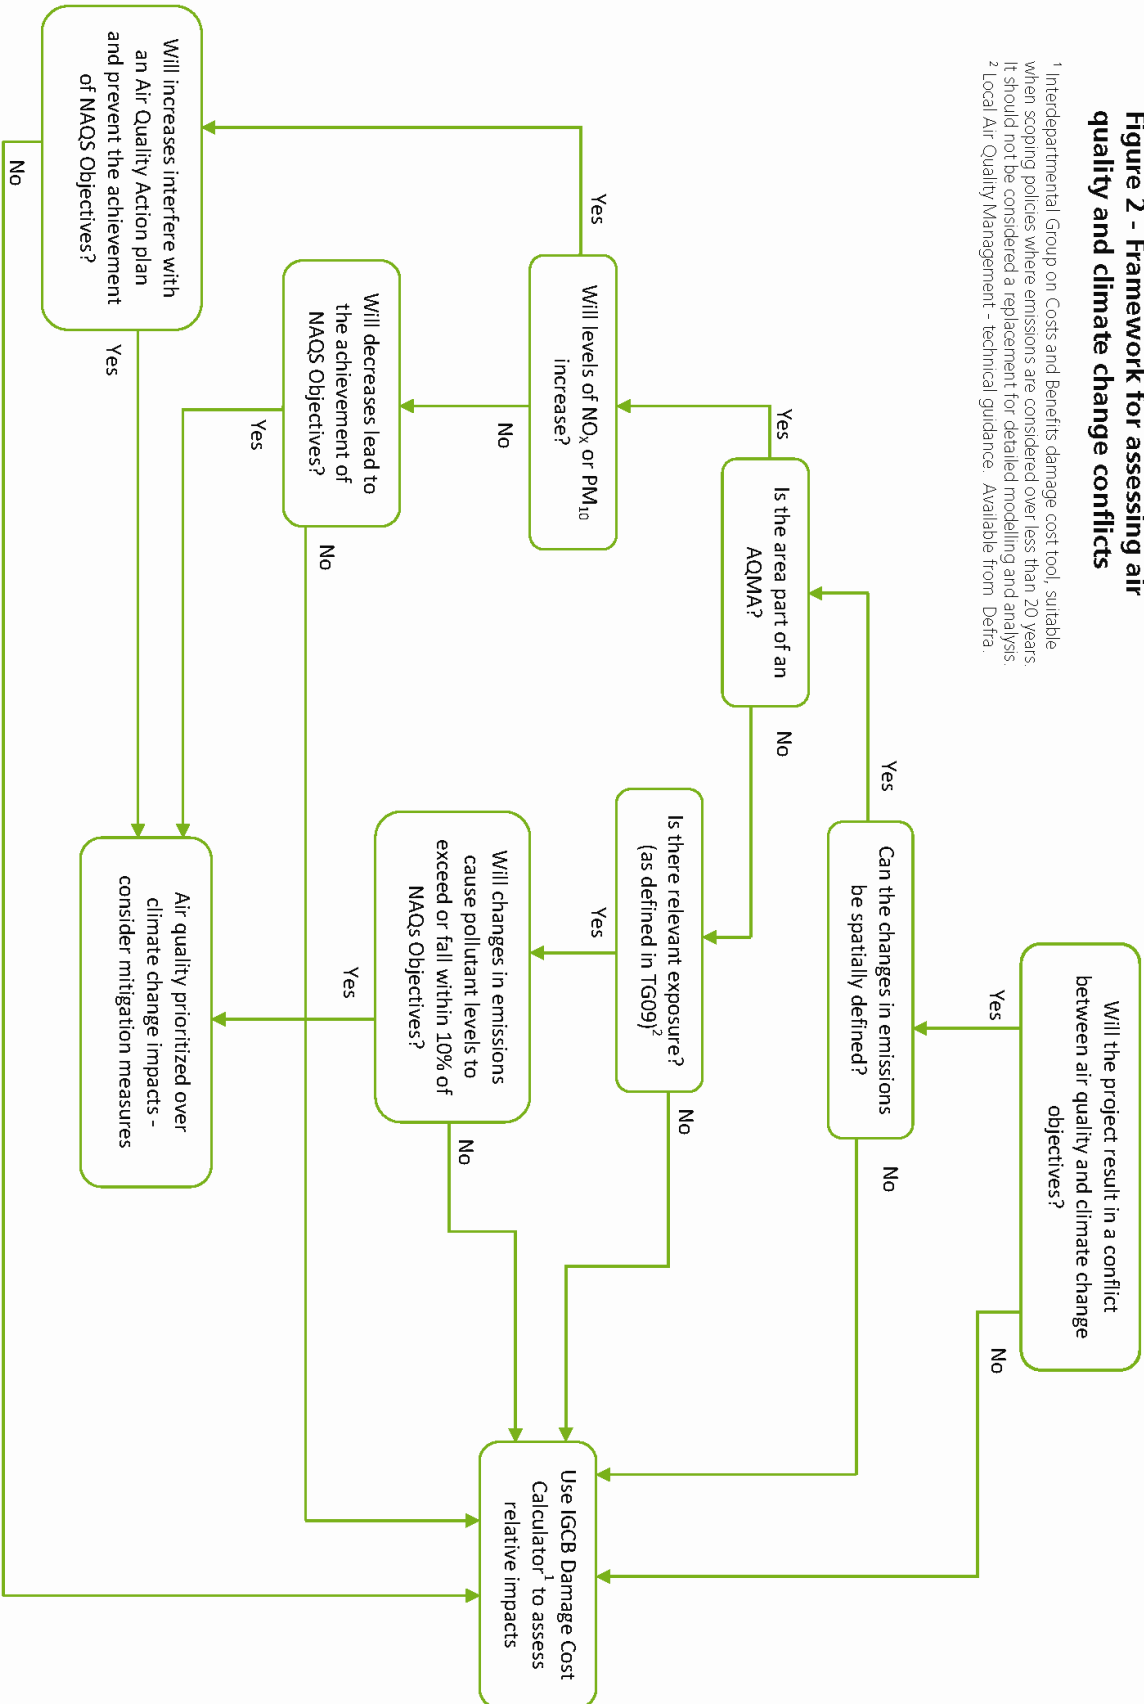 Figure 2 - Framework for assessing air
quality and climate change conflicts
¹ Interdepartmental Group on Costs and Benefits damage cost tool, suitable
when scoping policies where emissions are considered over less than 20 years.
It should not be considered a replacement for detailed modelling and analysis.
² Local Air Quality Management - technical guidance. Available from Defra.
Will the project result in a conflict
between air quality and climate change
objectives?
Yes
No
Can the changes in emissions
be spatially defined?
Yes
No
Is the area part of an
AQMA?
Yes
No
Is there relevant exposure?
(as defined in TG09)²
Yes
No
Will levels of NOₓ or PM₁₀
increase?
Yes
No
Will changes in emissions
cause pollutant levels to
exceed or fall within 10% of
NAQs Objectives?
Yes
No
Will decreases lead to
the achievement of
NAQS Objectives?
Yes
No
Will increases interfere with
an Air Quality Action plan
and prevent the achievement
of NAQS Objectives?
Yes
No
Air quality prioritized over
climate change impacts -
consider mitigation measures
Use IGCB Damage Cost
Calculator¹ to assess
relative impacts